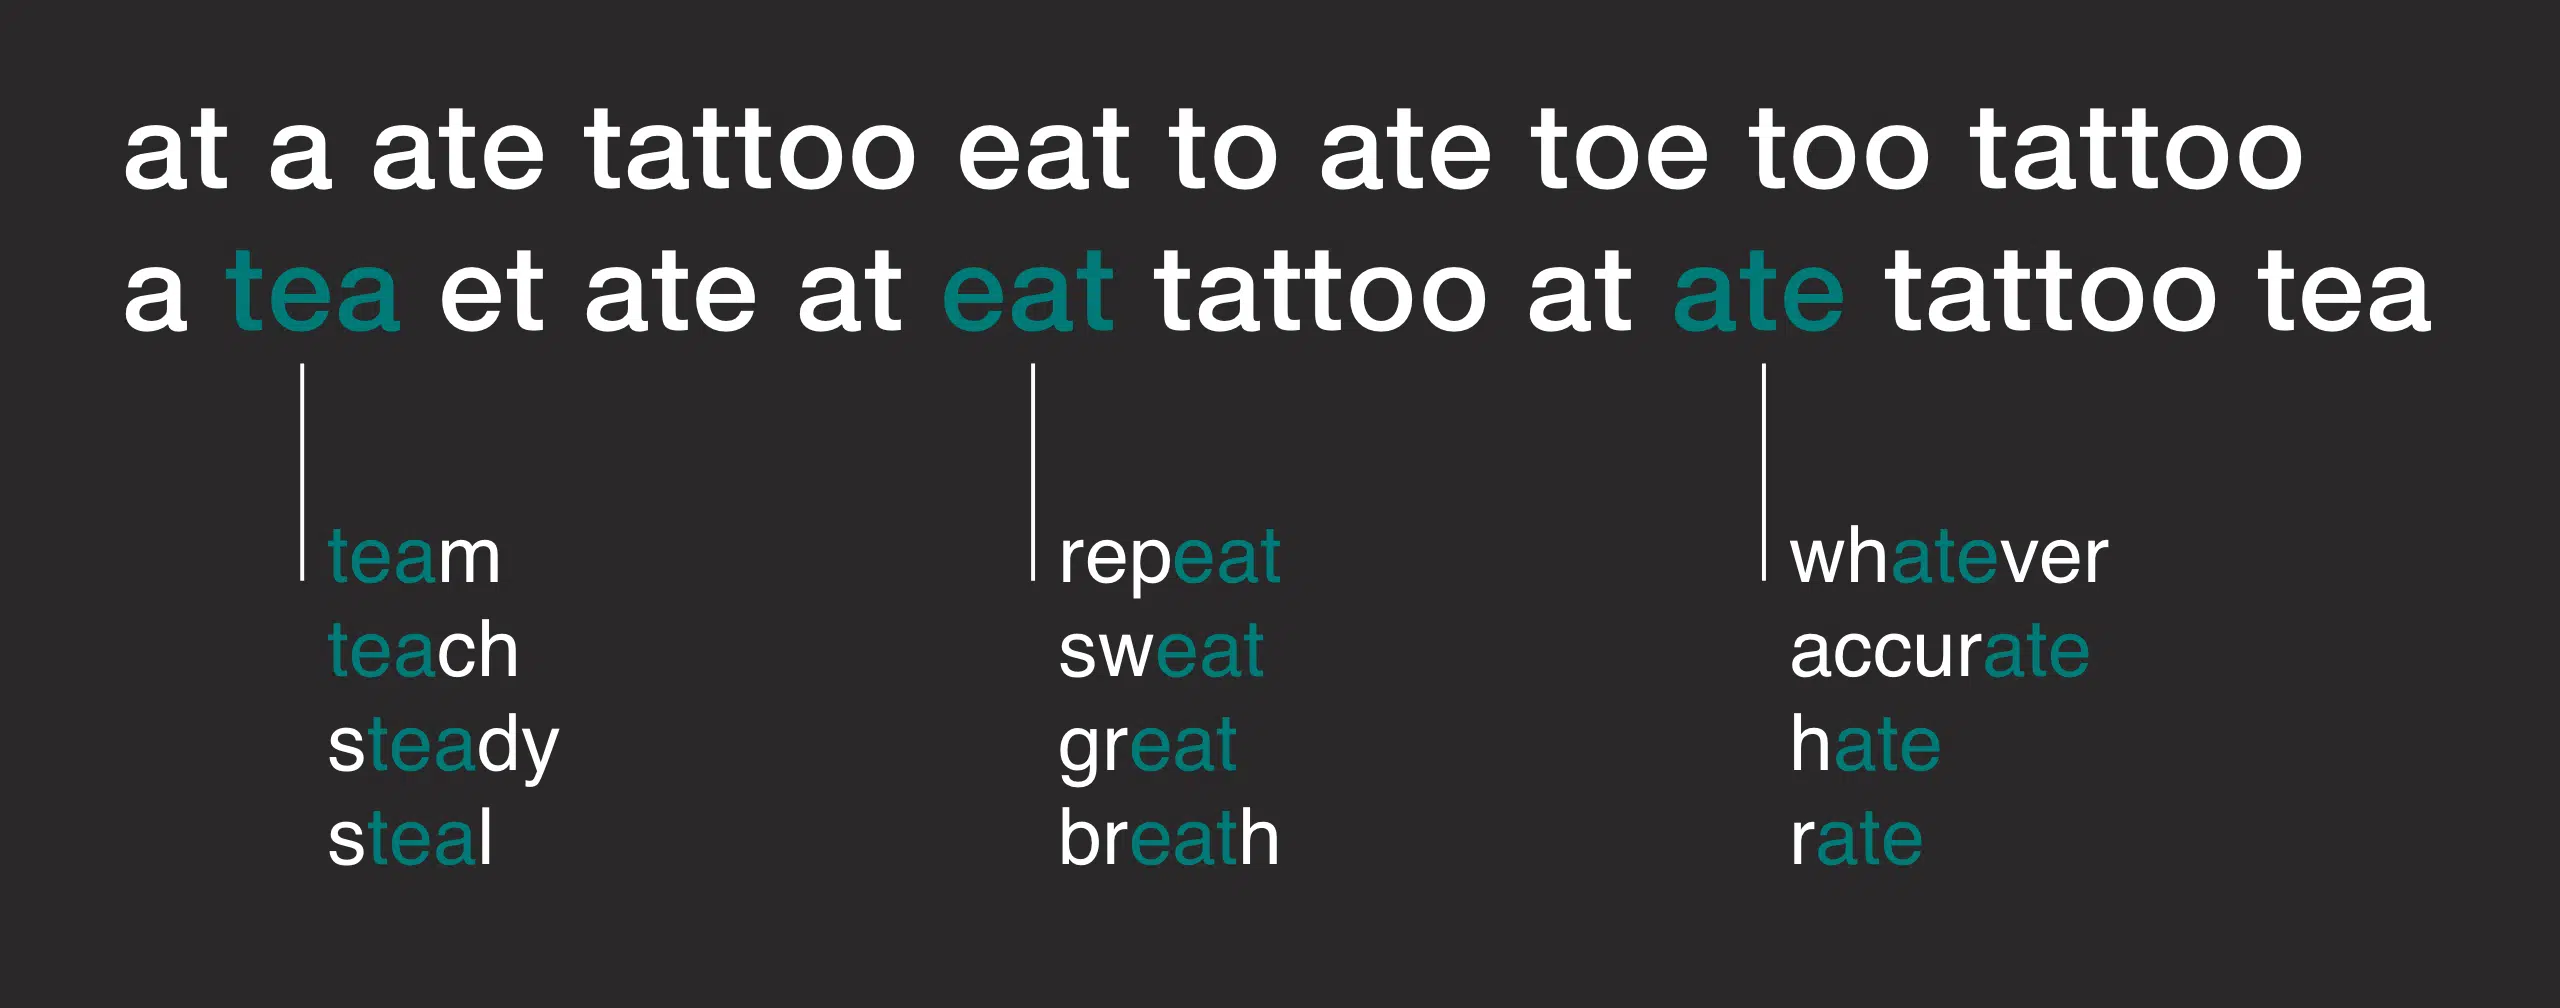 at a ate tattoo eat to ate toe too tattoo
a tea et ate at eat tattoo at ate tattoo tea
team
teach
steady
steal
repeat
sweat
great
breath
whatever
accurate
hate
rate